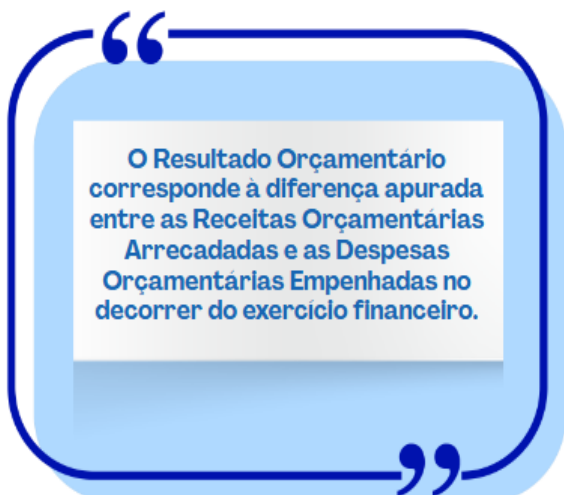 “
O Resultado Orçamentário
corresponde à diferença apurada
entre as Receitas Orçamentárias
Arrecadadas e as Despesas
Orçamentárias Empenhadas no
decorrer do exercício financeiro.
”